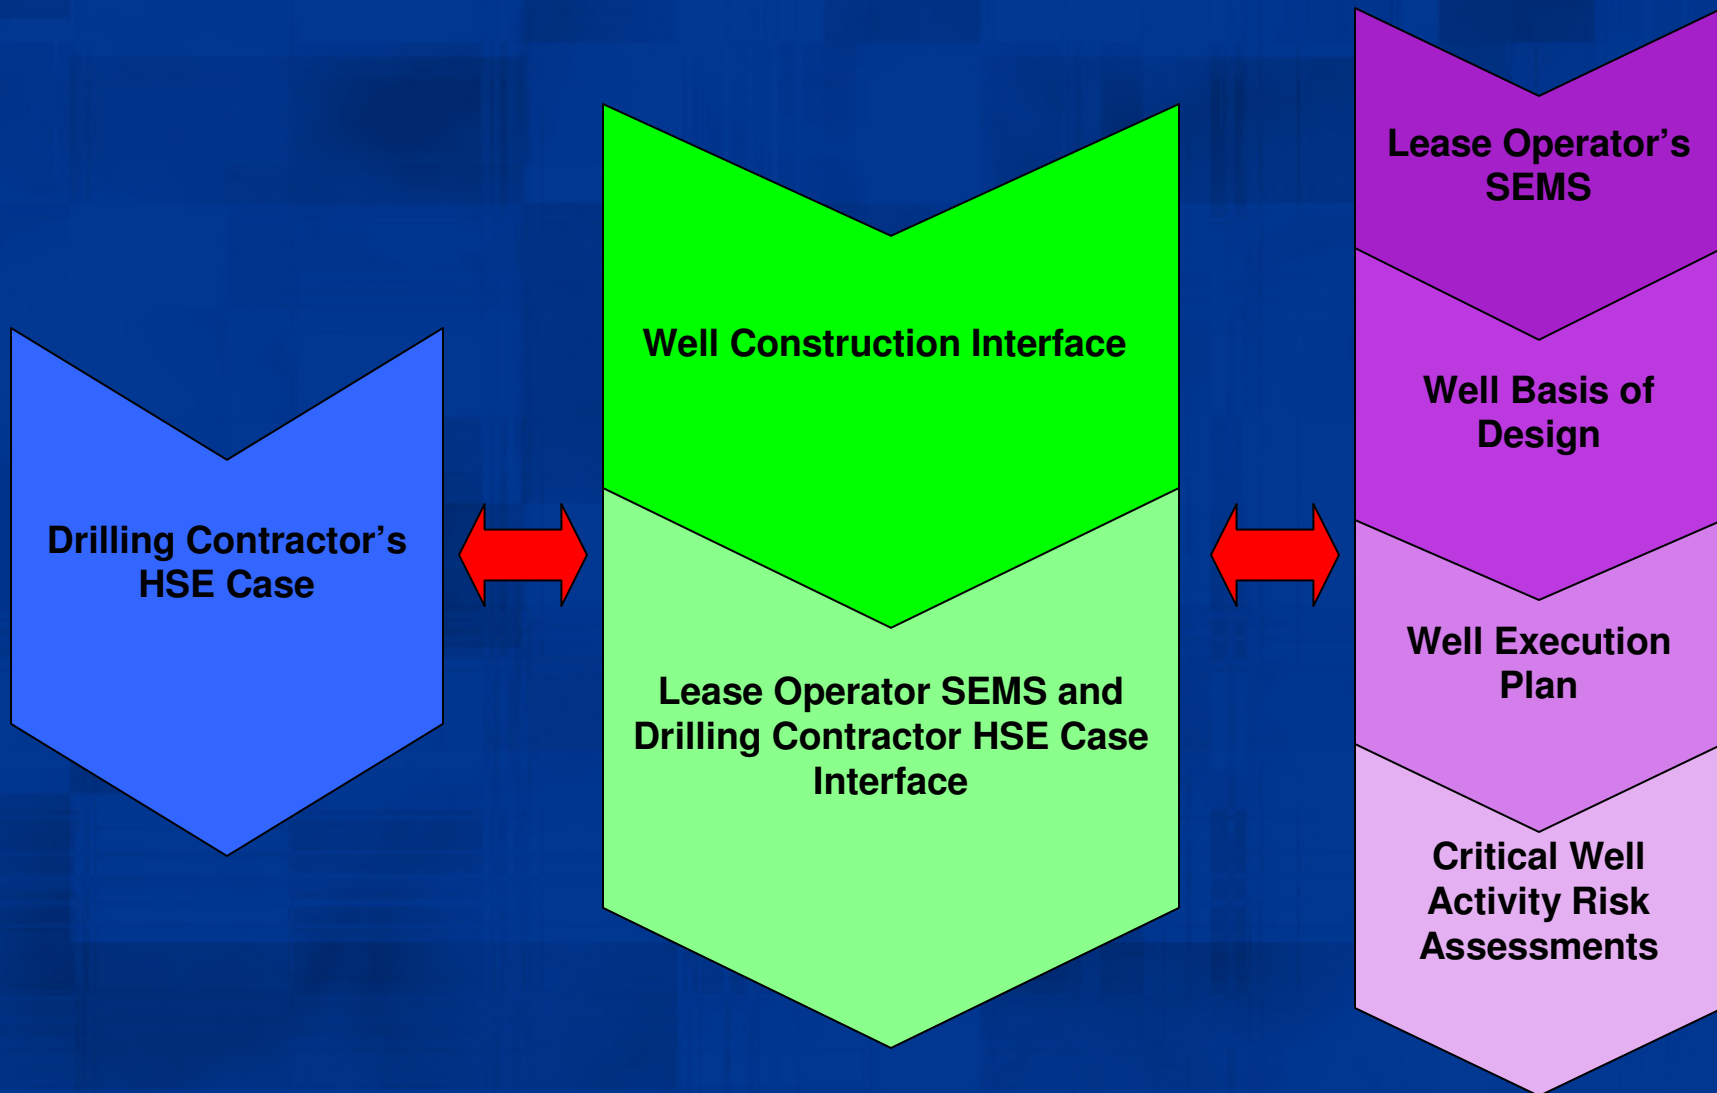 Drilling Contractor’s
HSE Case
Well Construction Interface
Lease Operator SEMS and
Drilling Contractor HSE Case
Interface
Lease Operator’s
SEMS
Well Basis of
Design
Well Execution
Plan
Critical Well
Activity Risk
Assessments